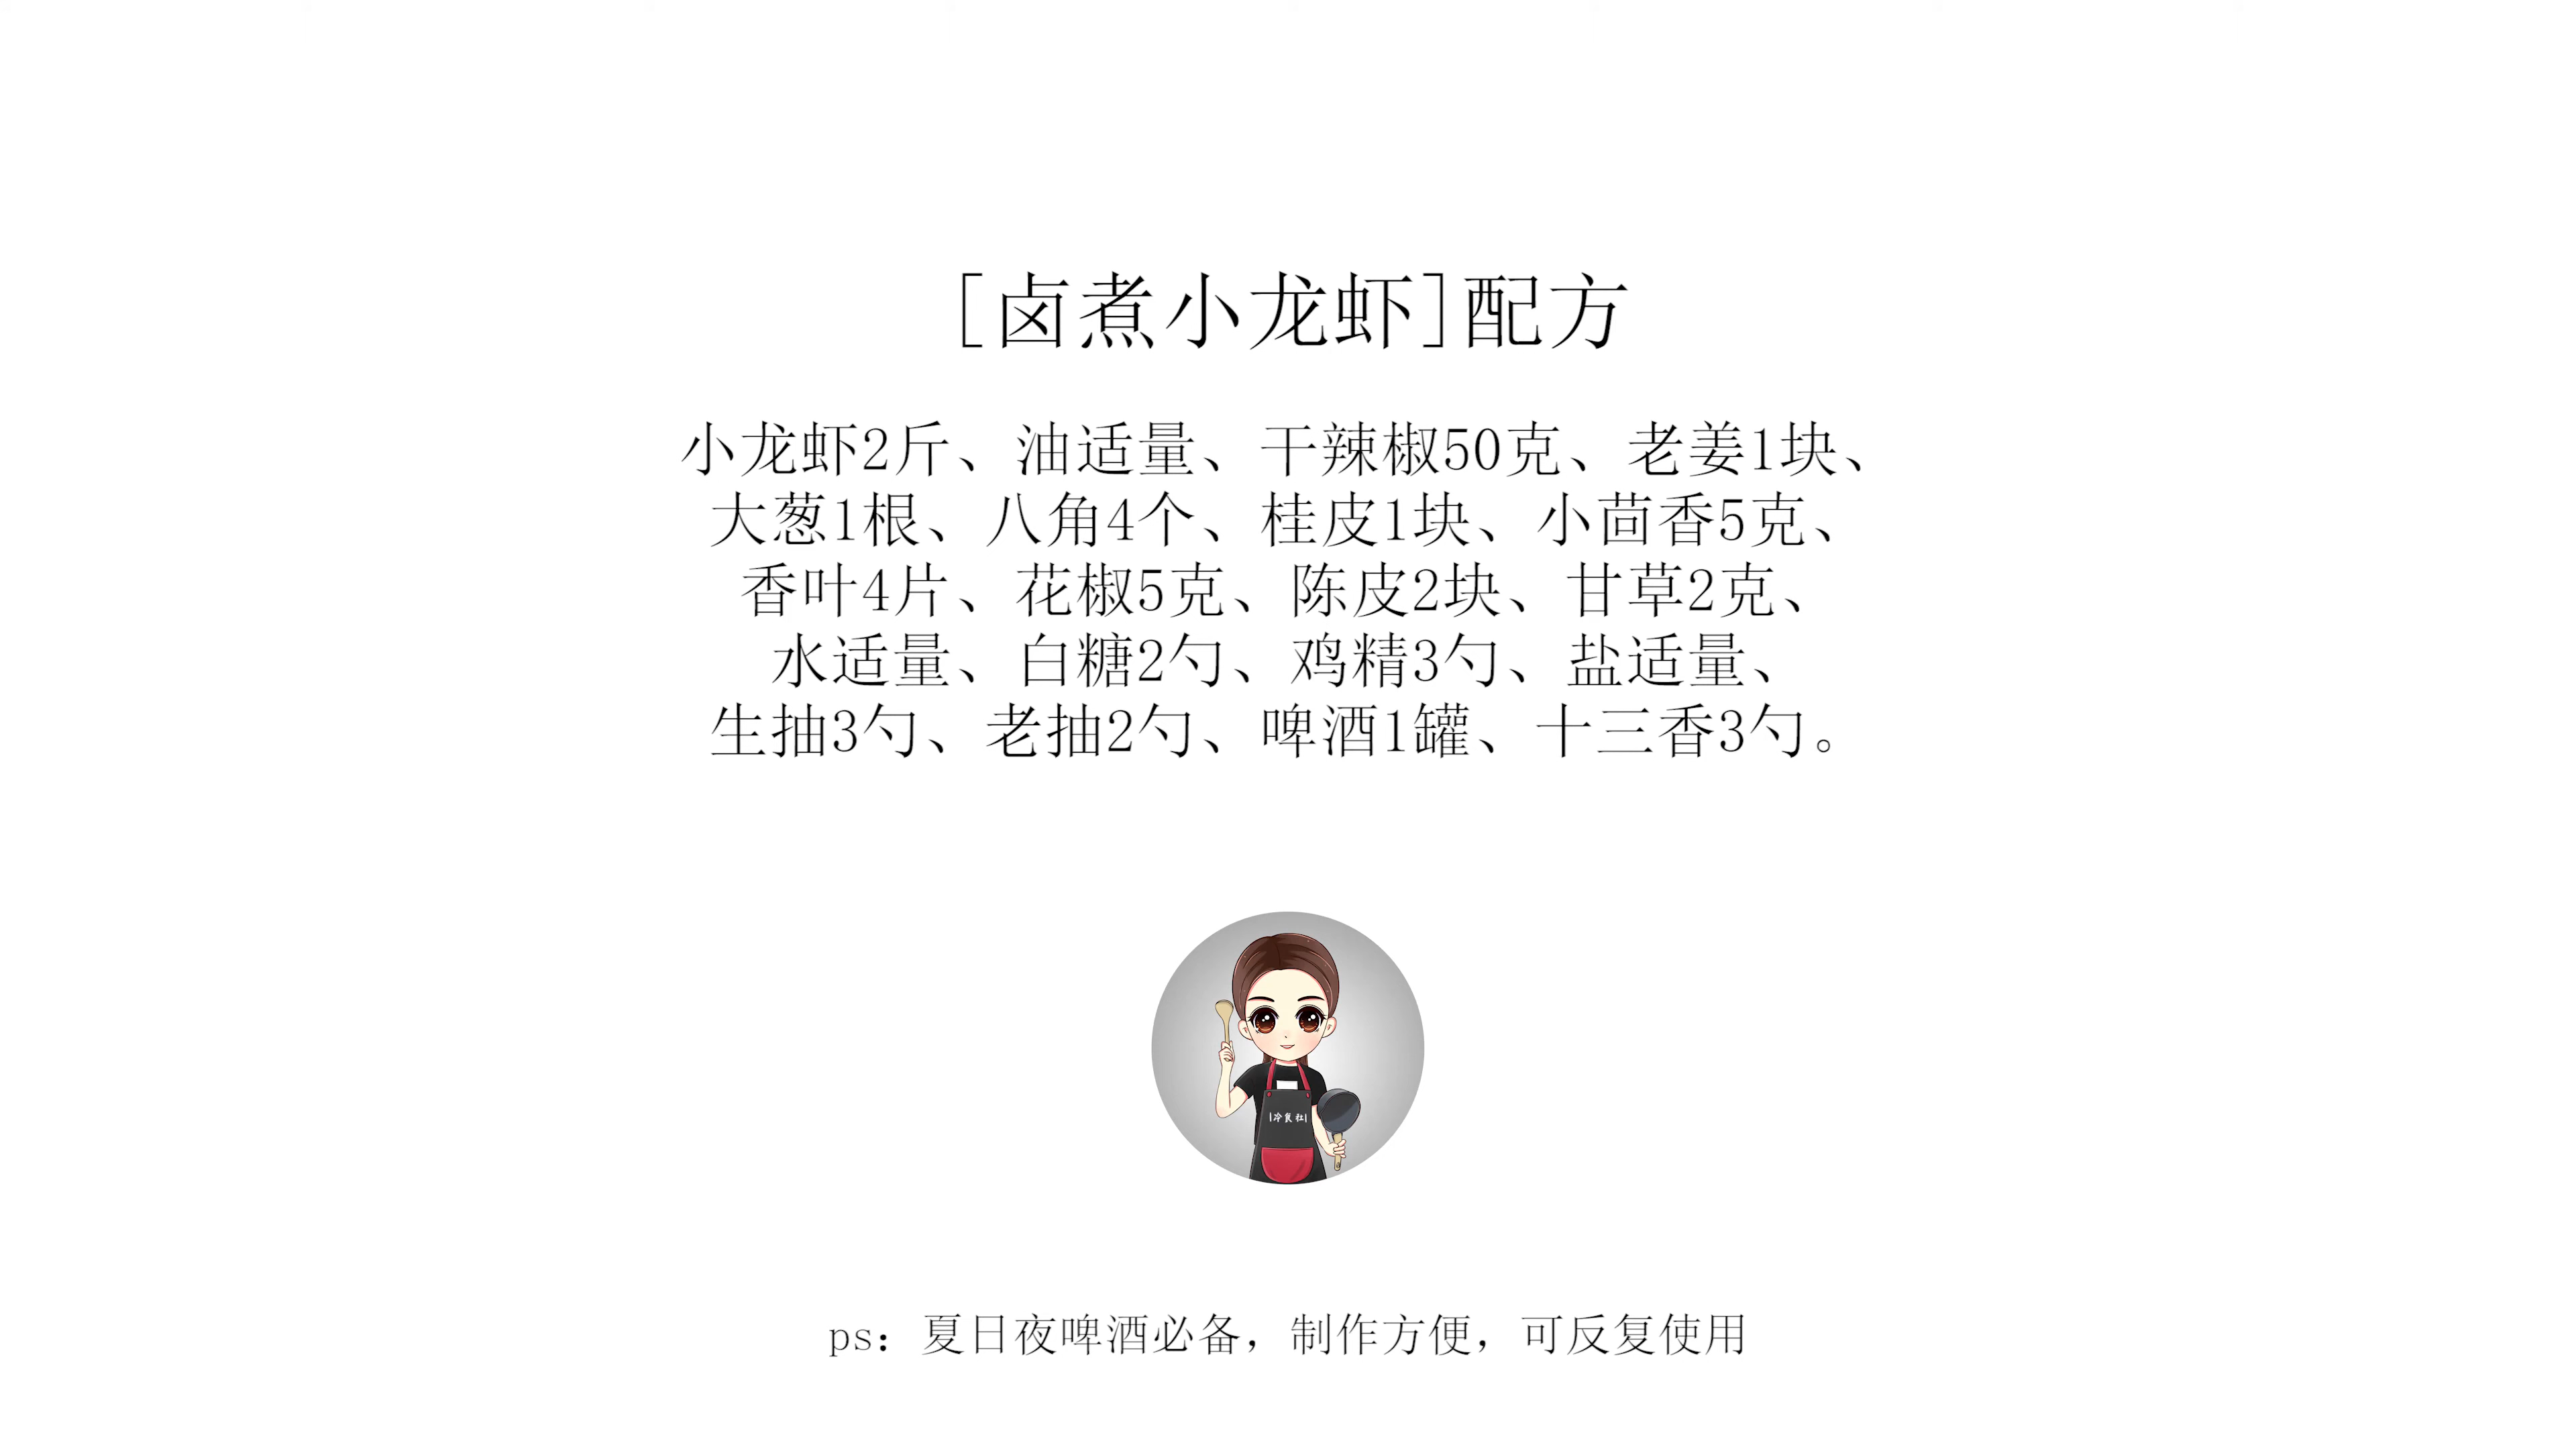 [卤煮小龙虾]配方
小龙虾2斤、油适量、干辣椒50克、老姜1块、
大葱1根、八角4个、桂皮1块、小茴香5克、
香叶4片、花椒5克、陈皮2块、甘草2克、
水适量、白糖2勺、鸡精3勺、盐适量、
生抽3勺、老抽2勺、啤酒1罐、十三香3勺。
|冷食社|
ps：夏日夜啤酒必备，制作方便，可反复使用